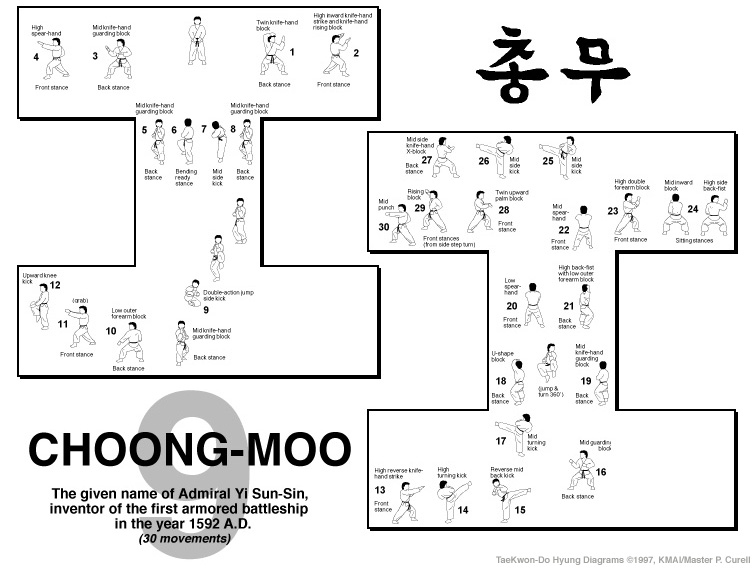 High
spear-hand
4
Front stance
Mid knife-hand
guarding block
3
Back stance
Twin knife-hand
block
1
Back stance
High inward knife-hand
strike and knife-hand
rising block
2
Front stance
Mid knife-hand
guarding block
5
Back
stance
6
Bending
ready
stance
7
Mid
side
kick
Mid knife-hand
guarding block
8
Back
stance
Double-action jump
side kick
9
Mid knife-hand
guarding block
Back stance
Low outer
forearm block
10
Back stance
(grab)
11
Front stance
Upward knee
kick
12
9
CHOONG-MOO
The given name of Admiral Yi Sun-Sin,
inventor of the first armored battleship
in the year 1592 A.D.
(30 movements)
충무
Mid side
knife-hand
X-block
27
Back
stance
26
Mid
side
kick
25
Mid
side
kick
Mid
punch
30
Rising
block
29
Front stances
(from side step turn)
Twin upward
palm block
28
Front
stance
Mid
spear-
hand
22
Front
stance
High double
forearm block
23
Front
stance
Mid inward
block
24
High side
back-fist
Sitting stances
Low
spear-
hand
20
Front
stance
High back-fist
with low outer
forearm block
21
Back
stance
U-shape
block
18
Back
stance
(jump &
turn 360˚)
Mid
knife-hand
guarding
block
19
Back
stance
17
Mid
turning
kick
Mid guarding
block
16
Back stance
High reverse knife-
hand strike
13
Front
stance
High
turning kick
14
Reverse mid
back kick
15
TaeKwon-Do Hyung Diagrams ©1997, KMAI/Master P. Curell